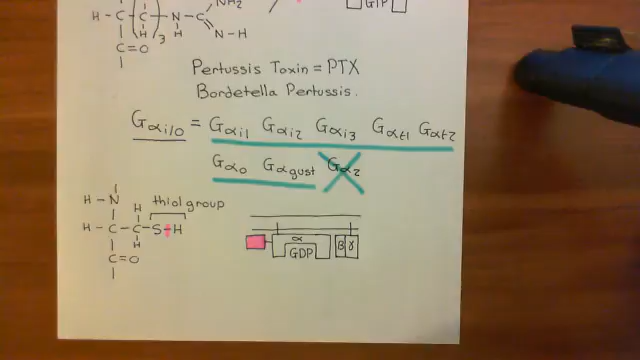 NH2
H - C - ( C ) 3 - N - C
H H N - H
C = O
GTP
Pertussis Toxin = PTX
Bordetella Pertussis.
Gαi/o = Gαi1 Gαi2 Gαi3 Gαt1 Gαt2
Gαo Gαgust Gαz
H - N H thiol group
H - C - C - S - H
H
C = O
α
GDP β γ